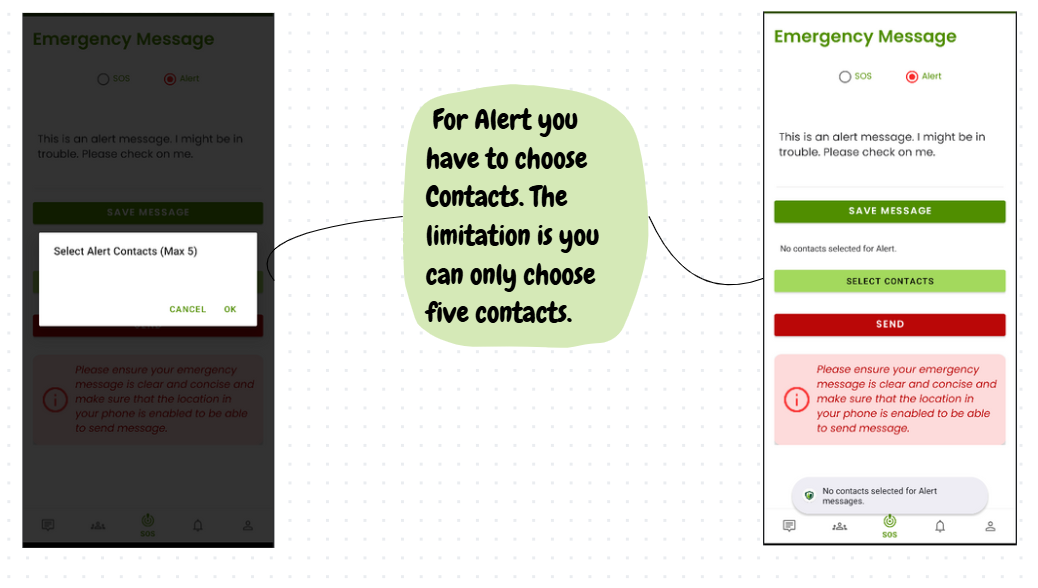 Emergency Message
SOS
Alert
This is an alert message. I might be in
trouble. Please check on me.
SAVE MESSAGE
Select Alert Contacts (Max 5)
CANCEL
OK
Please ensure your emergency
message is clear and concise and
make sure that the location in
your phone is enabled to be able
to send message.
SOS
For Alert you
have to choose
Contacts. The
limitation is you
can only choose
five contacts.
Emergency Message
SOS
Alert
This is an alert message. I might be in
trouble. Please check on me.
SAVE MESSAGE
No contacts selected for Alert.
SELECT CONTACTS
SEND
Please ensure your emergency
message is clear and concise and
make sure that the location in
your phone is enabled to be able
to send message.
No contacts selected for Alert
messages.
SOS